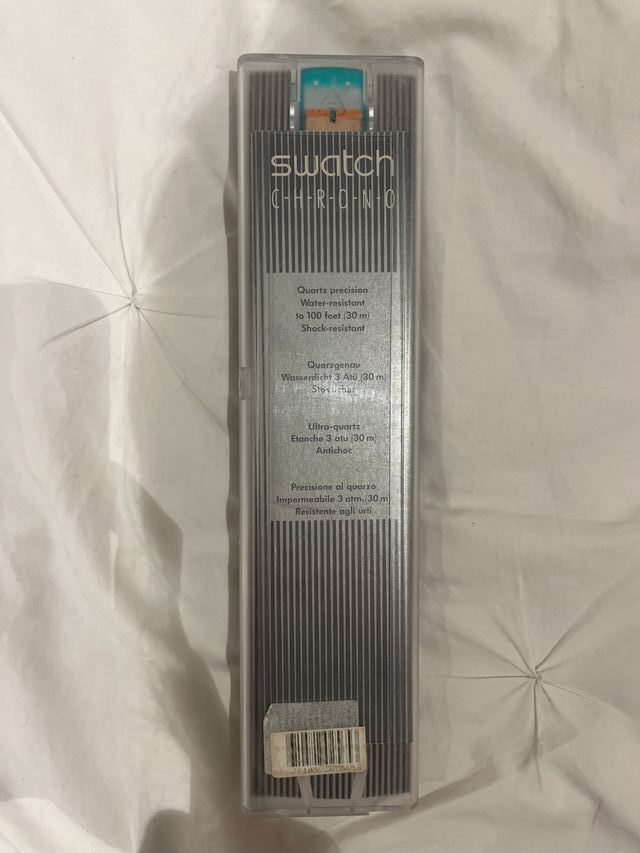 swatch
C-H-R-O-N-O
Quartz precision
Water-resistant
to 100 feet (30 m)
Shock-resistant
Quarzgenau
Wasserdicht 3 Atü (30 m)
Ultra-quartz
Etanche 3 atu (30 m)
Antichoc
Precisione al quarzo
Impermeabile 3 atm. (30 m
Resistente agli urti